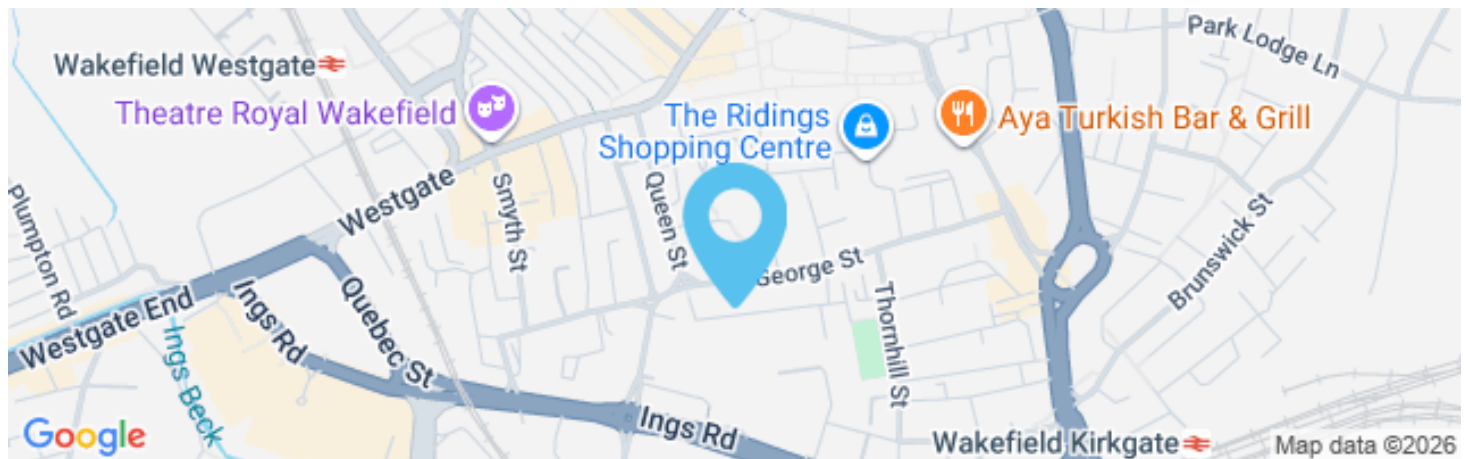 Park Lodge Ln
Wakefield Westgate
Theatre Royal Wakefield
The Ridings
Shopping Centre
Aya Turkish Bar & Grill
Westgate
Smyth St
Queen St
Plumpton Rd
George St
Brunswick St
Thornhill St
Quebec St
Ings Rd
Westgate End
Ings Beck
Ings Rd
Wakefield Kirkgate
Google
Map data ©2026